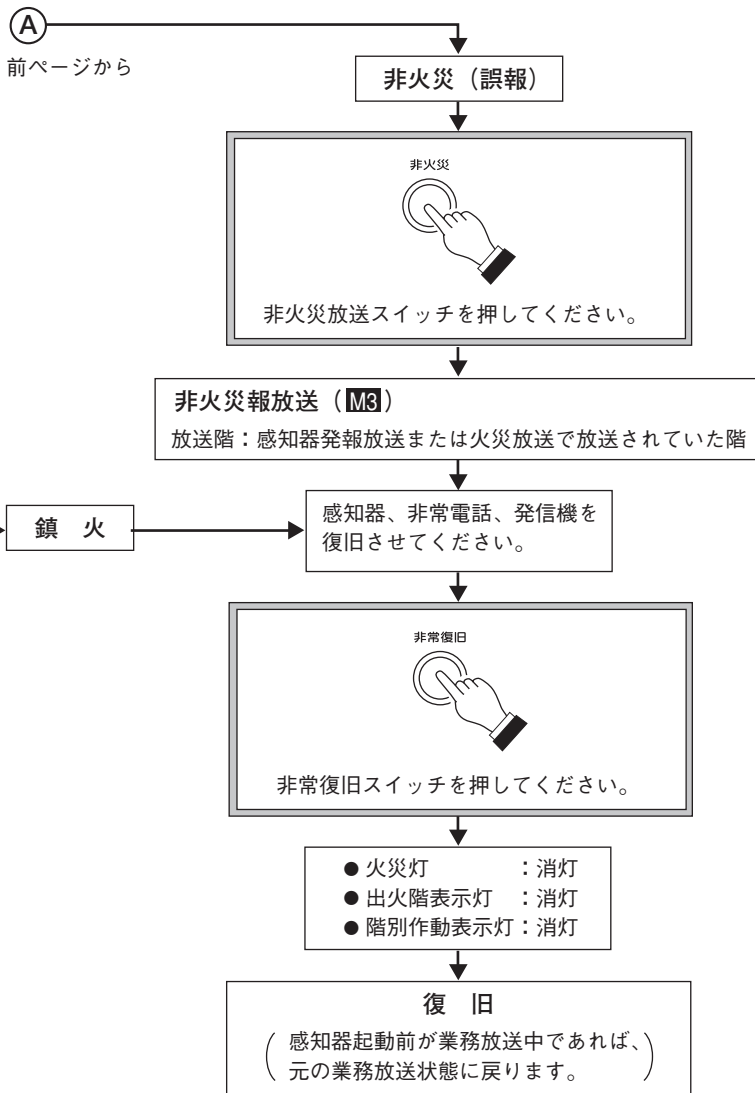 A
前ページから
非火災（誤報）
非火災
非火災放送スイッチを押してください。
非火災報放送（M3）
放送階：感知器発報放送または火災放送で放送されていた階
鎮　火
感知器、非常電話、発信機を
復旧させてください。
非常復旧
非常復旧スイッチを押してください。
● 火災灯　　　　：消灯
● 出火階表示灯　：消灯
● 階別作動表示灯：消灯
復　旧
（感知器起動前が業務放送中であれば、
元の業務放送状態に戻ります。）